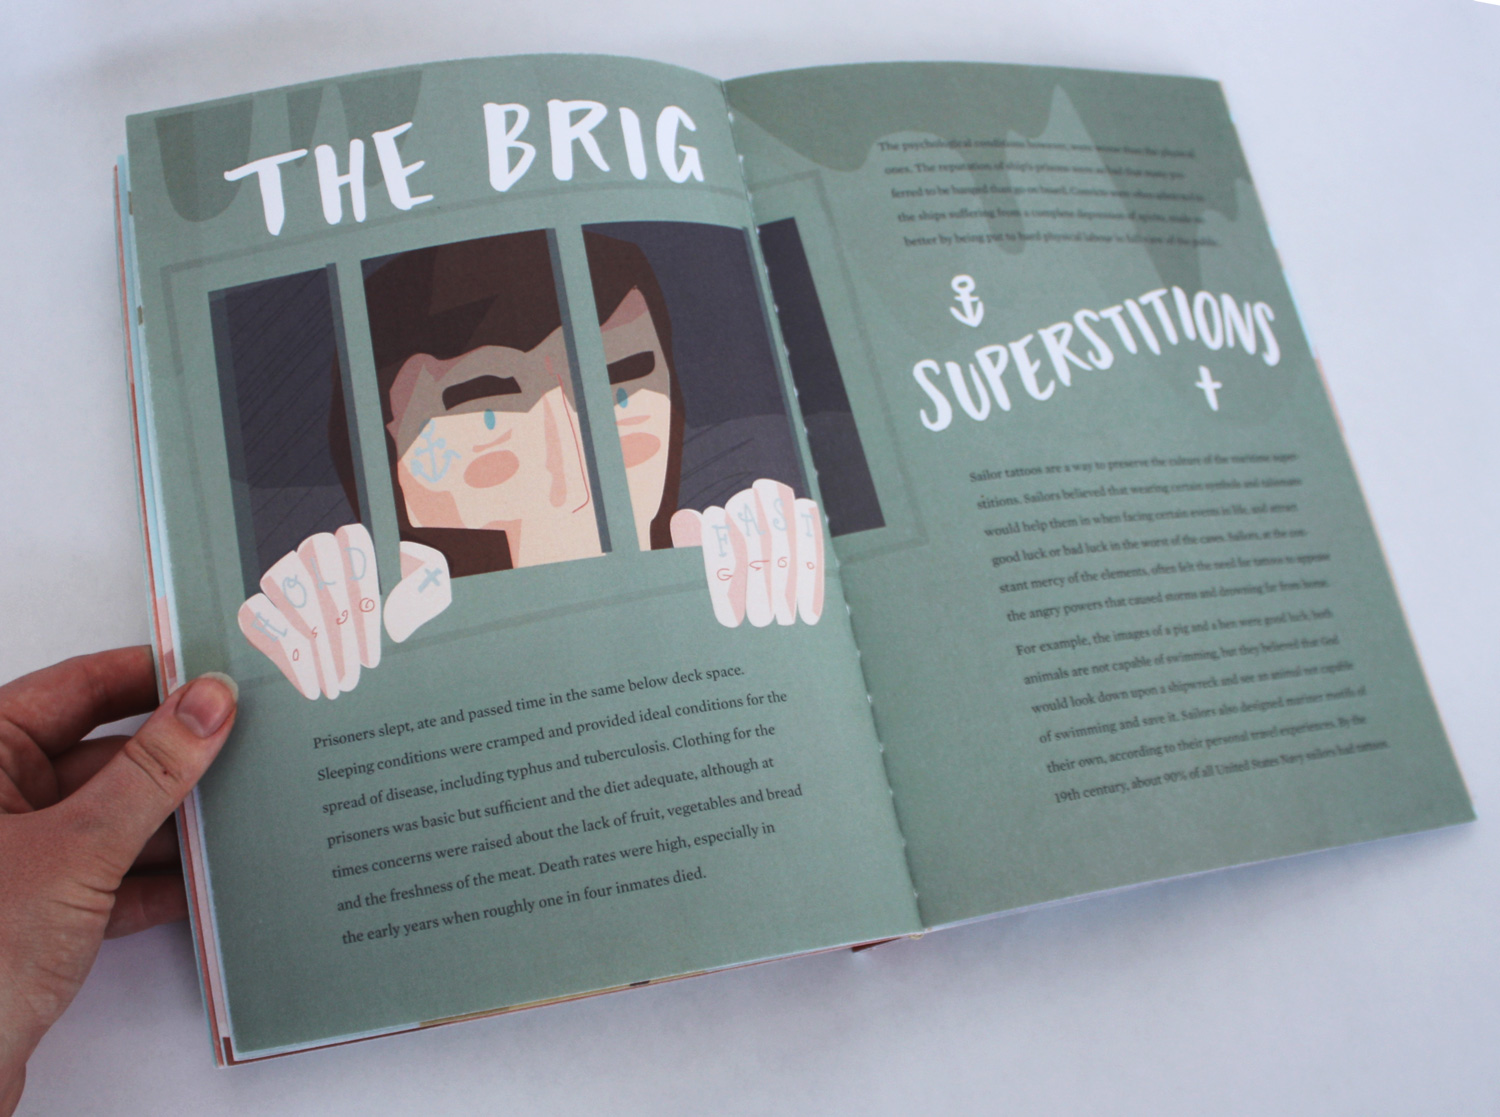 THE BRIG
HOLD
FAST
Prisoners slept, ate and passed time in the same below deck space.
Sleeping conditions were cramped and provided ideal conditions for the
spread of disease, including typhus and tuberculosis. Clothing for the
prisoners was basic but sufficient and the diet adequate, although at
times concerns were raised about the lack of fruit, vegetables and bread
and the freshness of the meat. Death rates were high, especially in
the early years when roughly one in four inmates died.
The psychological conditions however, were worse than the physical
ones. The reputation of ship's prisons were so bad that many pre-
ferred to be hanged than go on board. Convicts were often admitted to
the ships suffering from a complete depression of spirits, made no
better by being put to hard physical labour in full view of the public.
SUPERSTITIONS
Sailor tattoos are a way to preserve the culture of the maritime super-
stitions. Sailors believed that wearing certain symbols and talismans
would help them in when facing certain events in life, and attract
good luck or bad luck in the worst of the cases. Sailors, at the con-
stant mercy of the elements, often felt the need for tattoos to appease
the angry powers that caused storms and drowning far from home.
For example, the images of a pig and a hen were good luck; both
animals are not capable of swimming, but they believed that God
would look down upon a shipwreck and see an animal not capable
of swimming and save it. Sailors also designed mariner motifs of
their own, according to their personal travel experiences. By the
19th century, about 90% of all United States Navy sailors had tattoos.